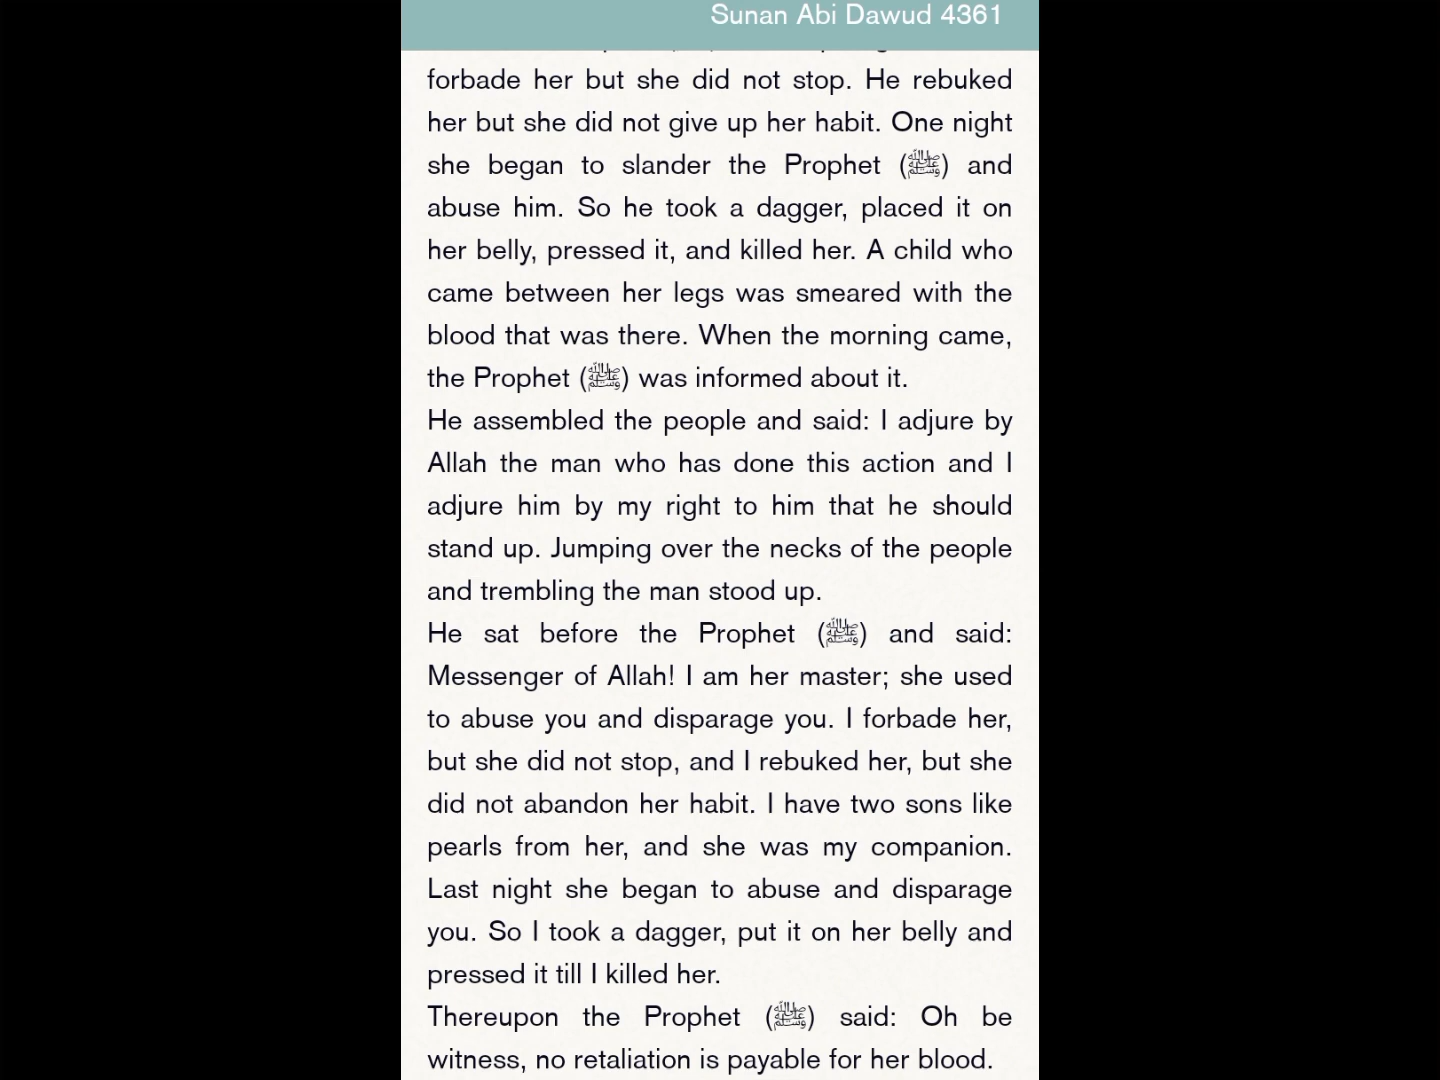 Sunan Abi Dawud 4361
forbade her but she did not stop. He rebuked
her but she did not give up her habit. One night
she began to slander the Prophet (ﷺ) and
abuse him. So he took a dagger, placed it on
her belly, pressed it, and killed her. A child who
came between her legs was smeared with the
blood that was there. When the morning came,
the Prophet (ﷺ) was informed about it.
He assembled the people and said: I adjure by
Allah the man who has done this action and I
adjure him by my right to him that he should
stand up. Jumping over the necks of the people
and trembling the man stood up.
He sat before the Prophet (ﷺ) and said:
Messenger of Allah! I am her master; she used
to abuse you and disparage you. I forbade her,
but she did not stop, and I rebuked her, but she
did not abandon her habit. I have two sons like
pearls from her, and she was my companion.
Last night she began to abuse and disparage
you. So I took a dagger, put it on her belly and
pressed it till I killed her.
Thereupon the Prophet (ﷺ) said: Oh be
witness, no retaliation is payable for her blood.